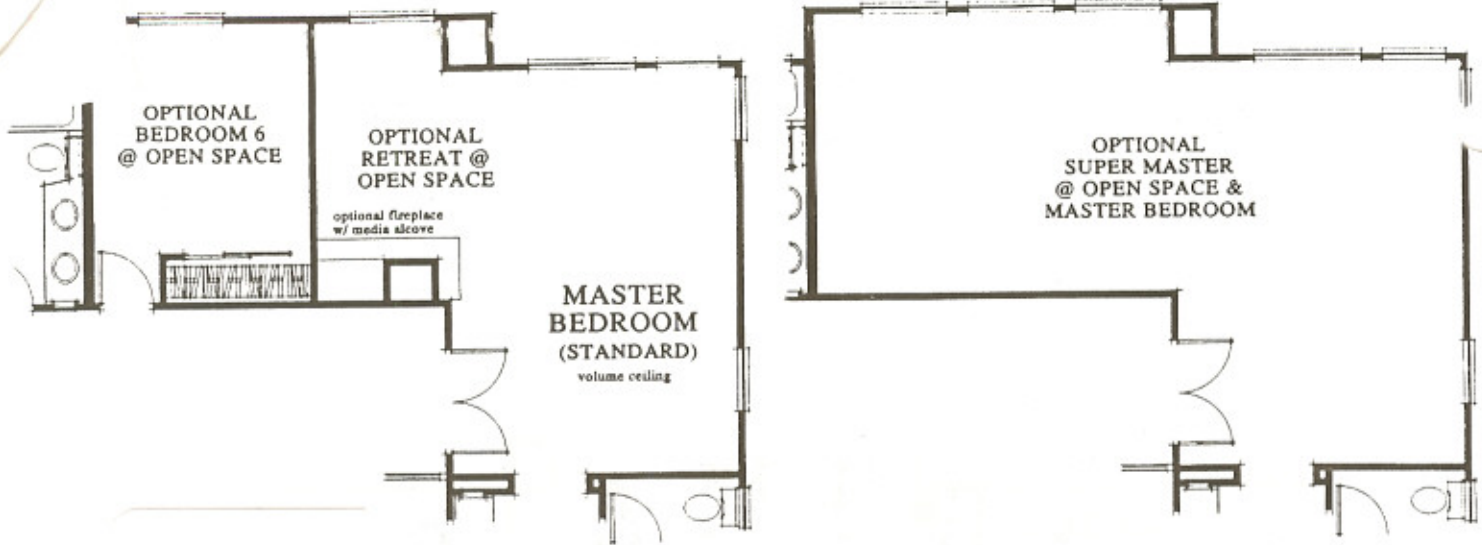 OPTIONAL
BEDROOM 6
@ OPEN SPACE
OPTIONAL
RETREAT @
OPEN SPACE
optional fireplace
w/ media alcove
MASTER
BEDROOM
(STANDARD)
volume ceiling
OPTIONAL
SUPER MASTER
@ OPEN SPACE &
MASTER BEDROOM